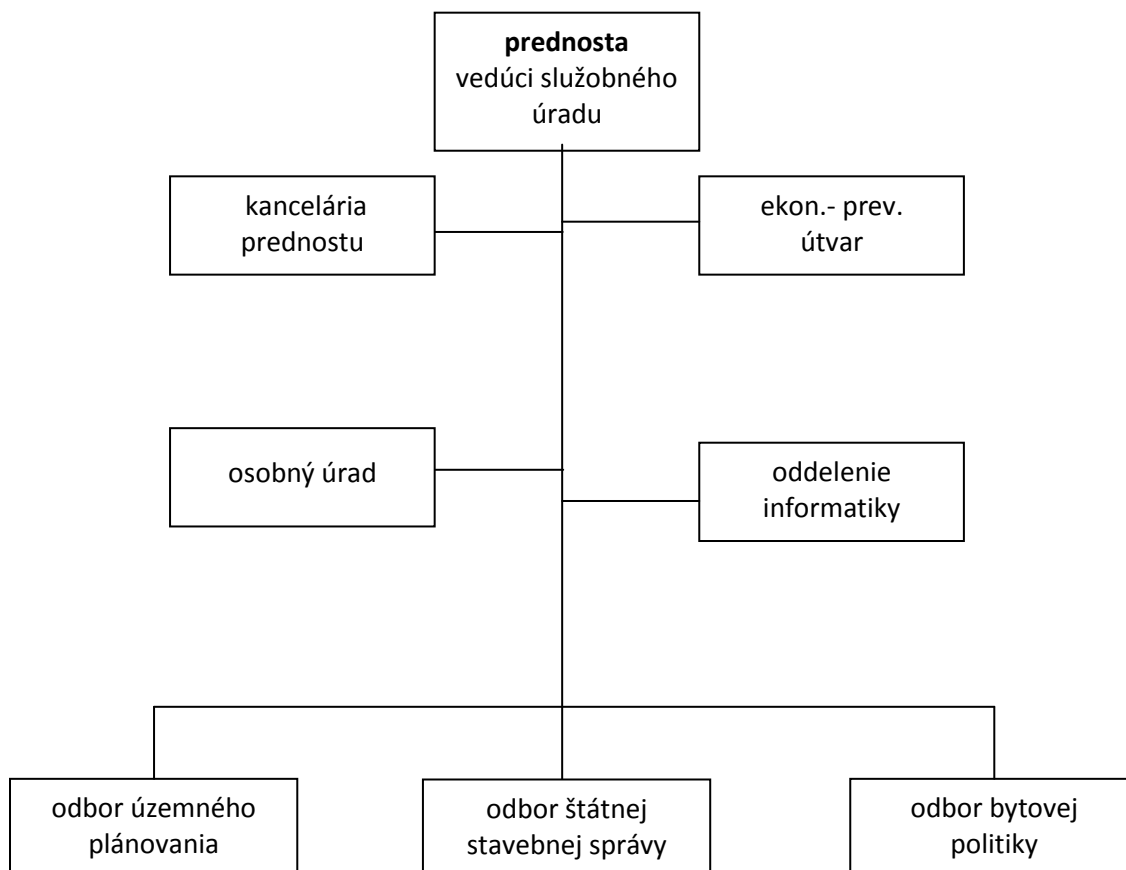 prednosta
vedúci služobného
úradu
kancelária
prednostu
ekon.- prev.
útvar
osobný úrad
oddelenie
informatiky
odbor územného
plánovania
odbor štátnej
stavebnej správy
odbor bytovej
politiky